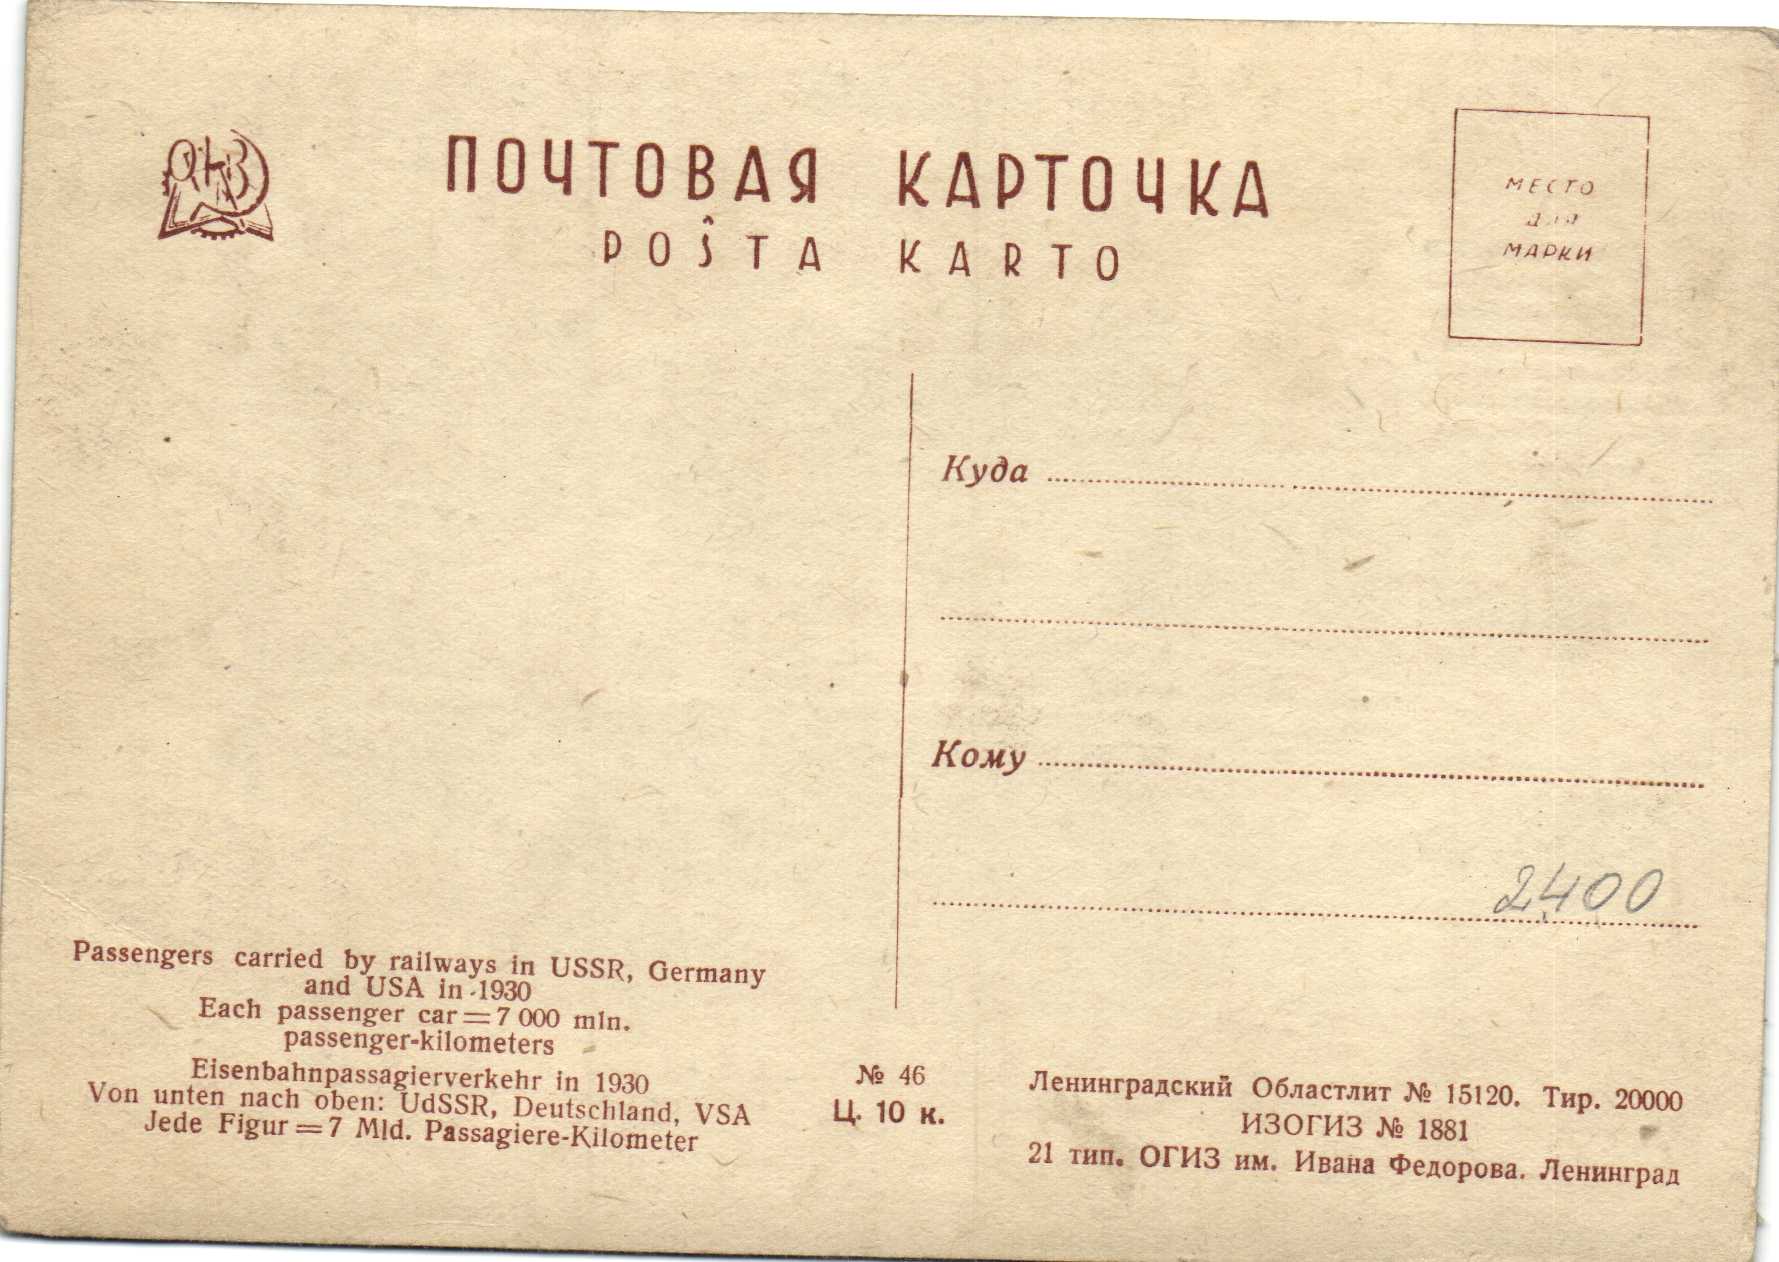 ОГИЗ
ПОЧТОВАЯ КАРТОЧКА
POŜTA KARTO
МЕСТО
ДЛЯ
МАРКИ
Куда
Кому
2400
Passengers carried by railways in USSR, Germany
and USA in 1930
Each passenger car = 7 000 mln.
passenger-kilometers
Eisenbahnpassagierverkehr in 1930
Von unten nach oben: UdSSR, Deutschland, VSA
Jede Figur = 7 Mld. Passagiere-Kilometer
№ 46
Ц. 10 к.
Ленинградский Областлит № 15120. Тир. 20000
ИЗОГИЗ № 1881
21 тип. ОГИЗ им. Ивана Федорова. Ленинград